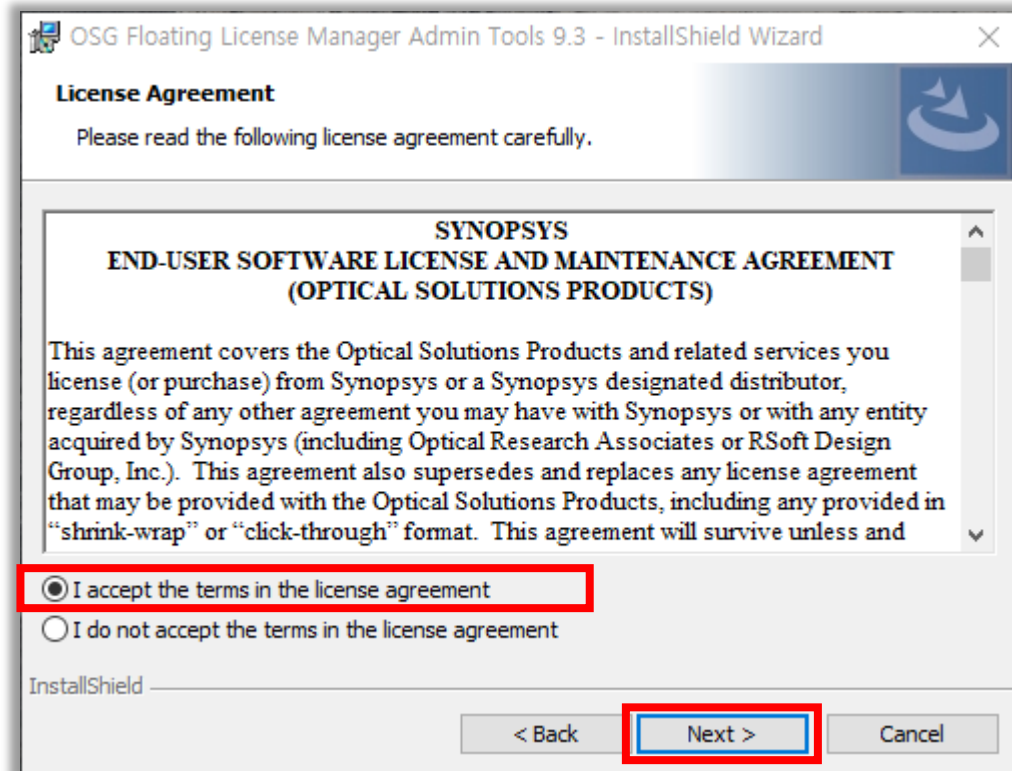 OSG Floating License Manager Admin Tools 9.3 - InstallShield Wizard
License Agreement
Please read the following license agreement carefully.
SYNOPSYS
END-USER SOFTWARE LICENSE AND MAINTENANCE AGREEMENT
(OPTICAL SOLUTIONS PRODUCTS)
This agreement covers the Optical Solutions Products and related services you
license (or purchase) from Synopsys or a Synopsys designated distributor,
regardless of any other agreement you may have with Synopsys or with any entity
acquired by Synopsys (including Optical Research Associates or RSoft Design
Group, Inc.).  This agreement also supersedes and replaces any license agreement
that may be provided with the Optical Solutions Products, including any provided in
“shrink-wrap” or “click-through” format.  This agreement will survive unless and
I accept the terms in the license agreement
I do not accept the terms in the license agreement
InstallShield
< Back
Next >
Cancel